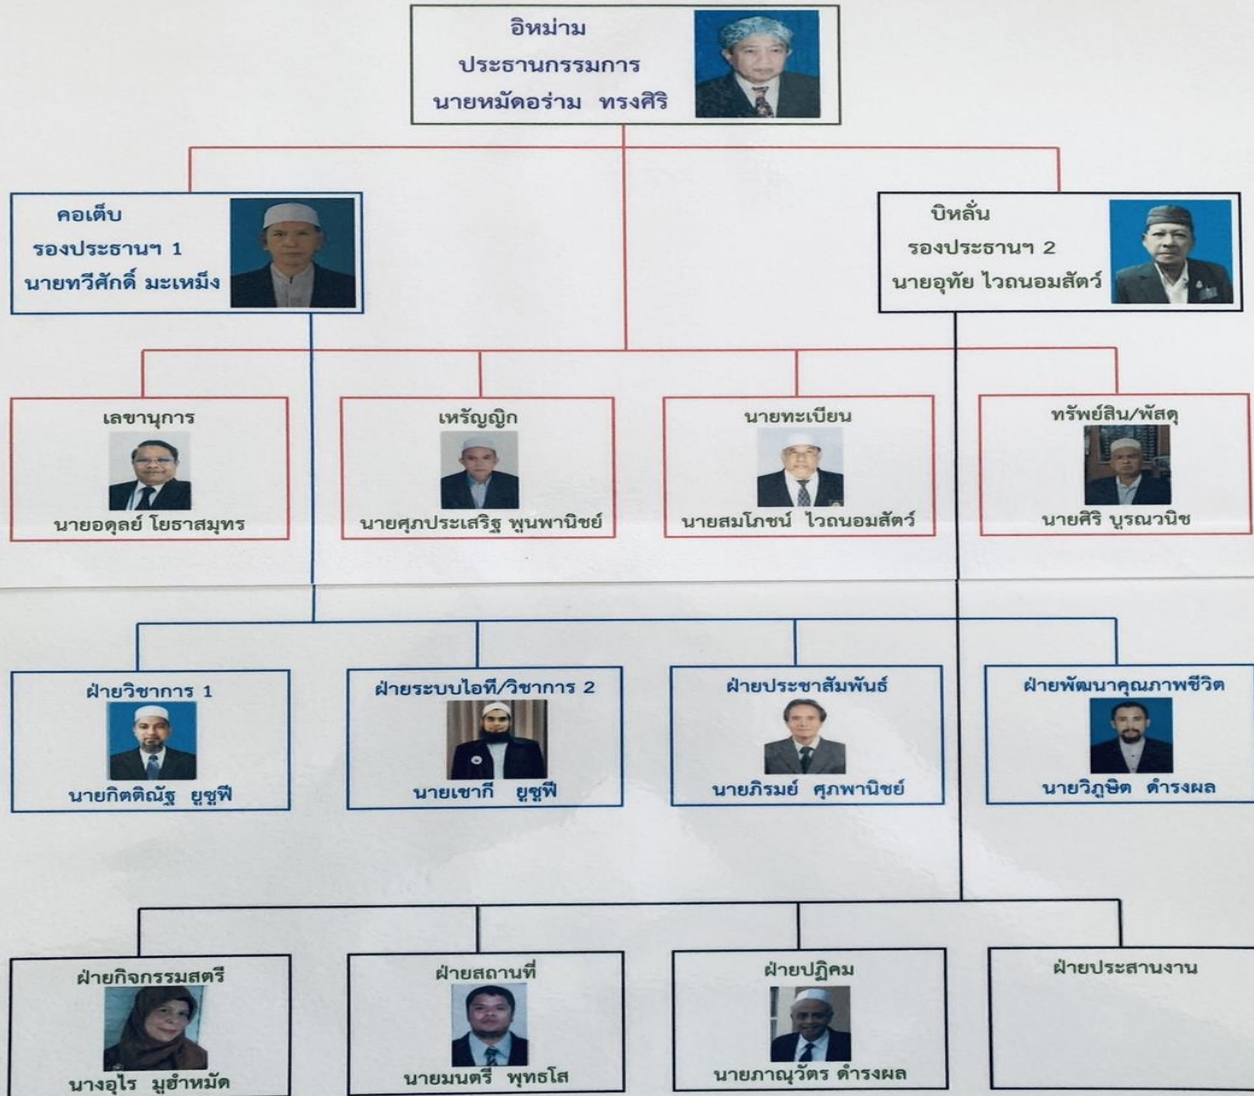 อิหม่าม
ประธานกรรมการ
นายหมัดอร่าม ทรงศิริ
คอเต็บ
รองประธานฯ 1
นายทวีศักดิ์ มะเหม็ง
บิหลั่น
รองประธานฯ 2
นายอุทัย ไวถนอมสัตว์
เลขานุการ
นายอดุลย์ โยธาสมุทร
เหรัญญิก
นายศุภประเสริฐ พูนพานิชย์
นายทะเบียน
นายสมโภชน์ ไวถนอมสัตว์
ทรัพย์สิน/พัสดุ
นายศิริ บูรณวนิช
ฝ่ายวิชาการ 1
นายกิตติณัฐ ยูซูฟี
ฝ่ายระบบไอที/วิชาการ 2
นายเชากี ยูซูฟี
ฝ่ายประชาสัมพันธ์
นายภิรมย์ ศุภพานิชย์
ฝ่ายพัฒนาคุณภาพชีวิต
นายวิภูษิต ดำรงผล
ฝ่ายกิจกรรมสตรี
นางอุไร มูฮำหมัด
ฝ่ายสถานที่
นายมนตรี พุทธโส
ฝ่ายปฏิคม
นายภาณุวัตร ดำรงผล
ฝ่ายประสานงาน